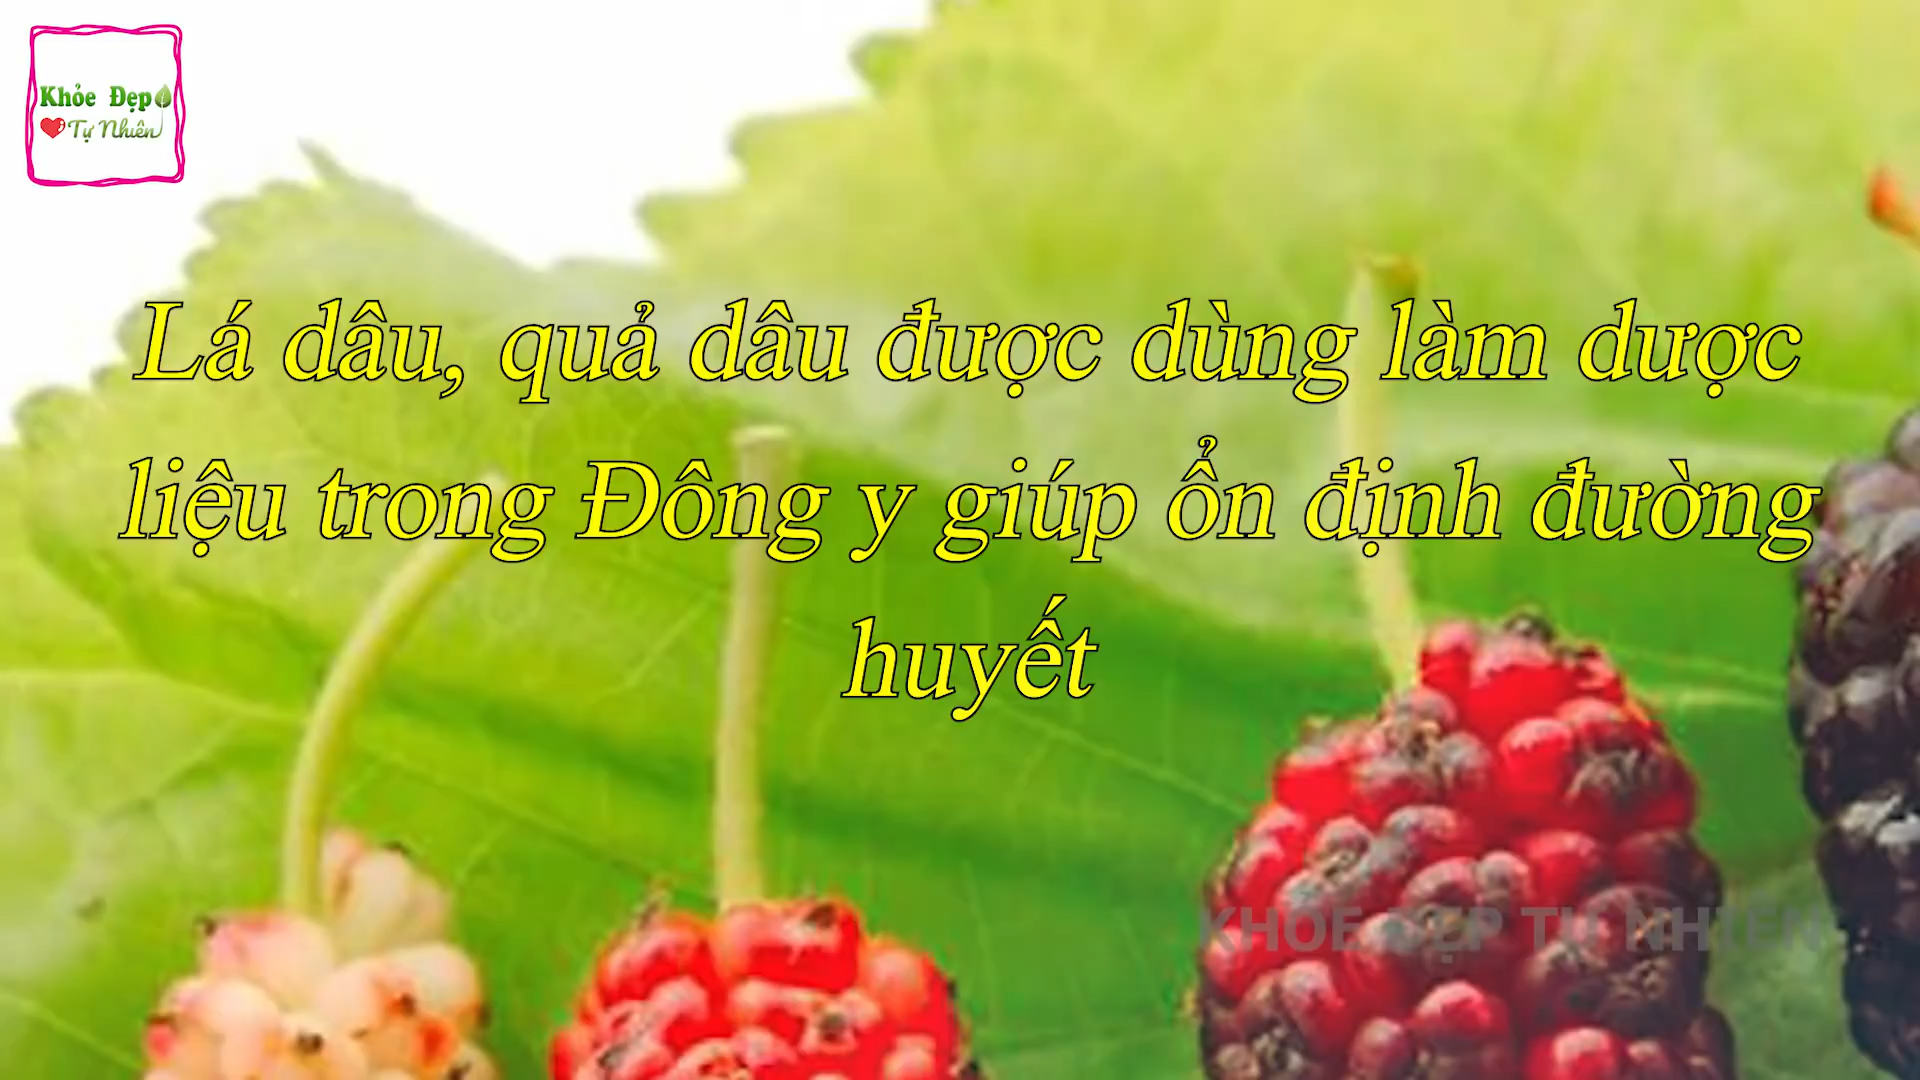 Khỏe Đẹp
Tự Nhiên
Lá dâu, quả dâu được dùng làm dược
liệu trong Đông y giúp ổn định đường
huyết
KHỎE ĐẸP TỰ NHIÊN